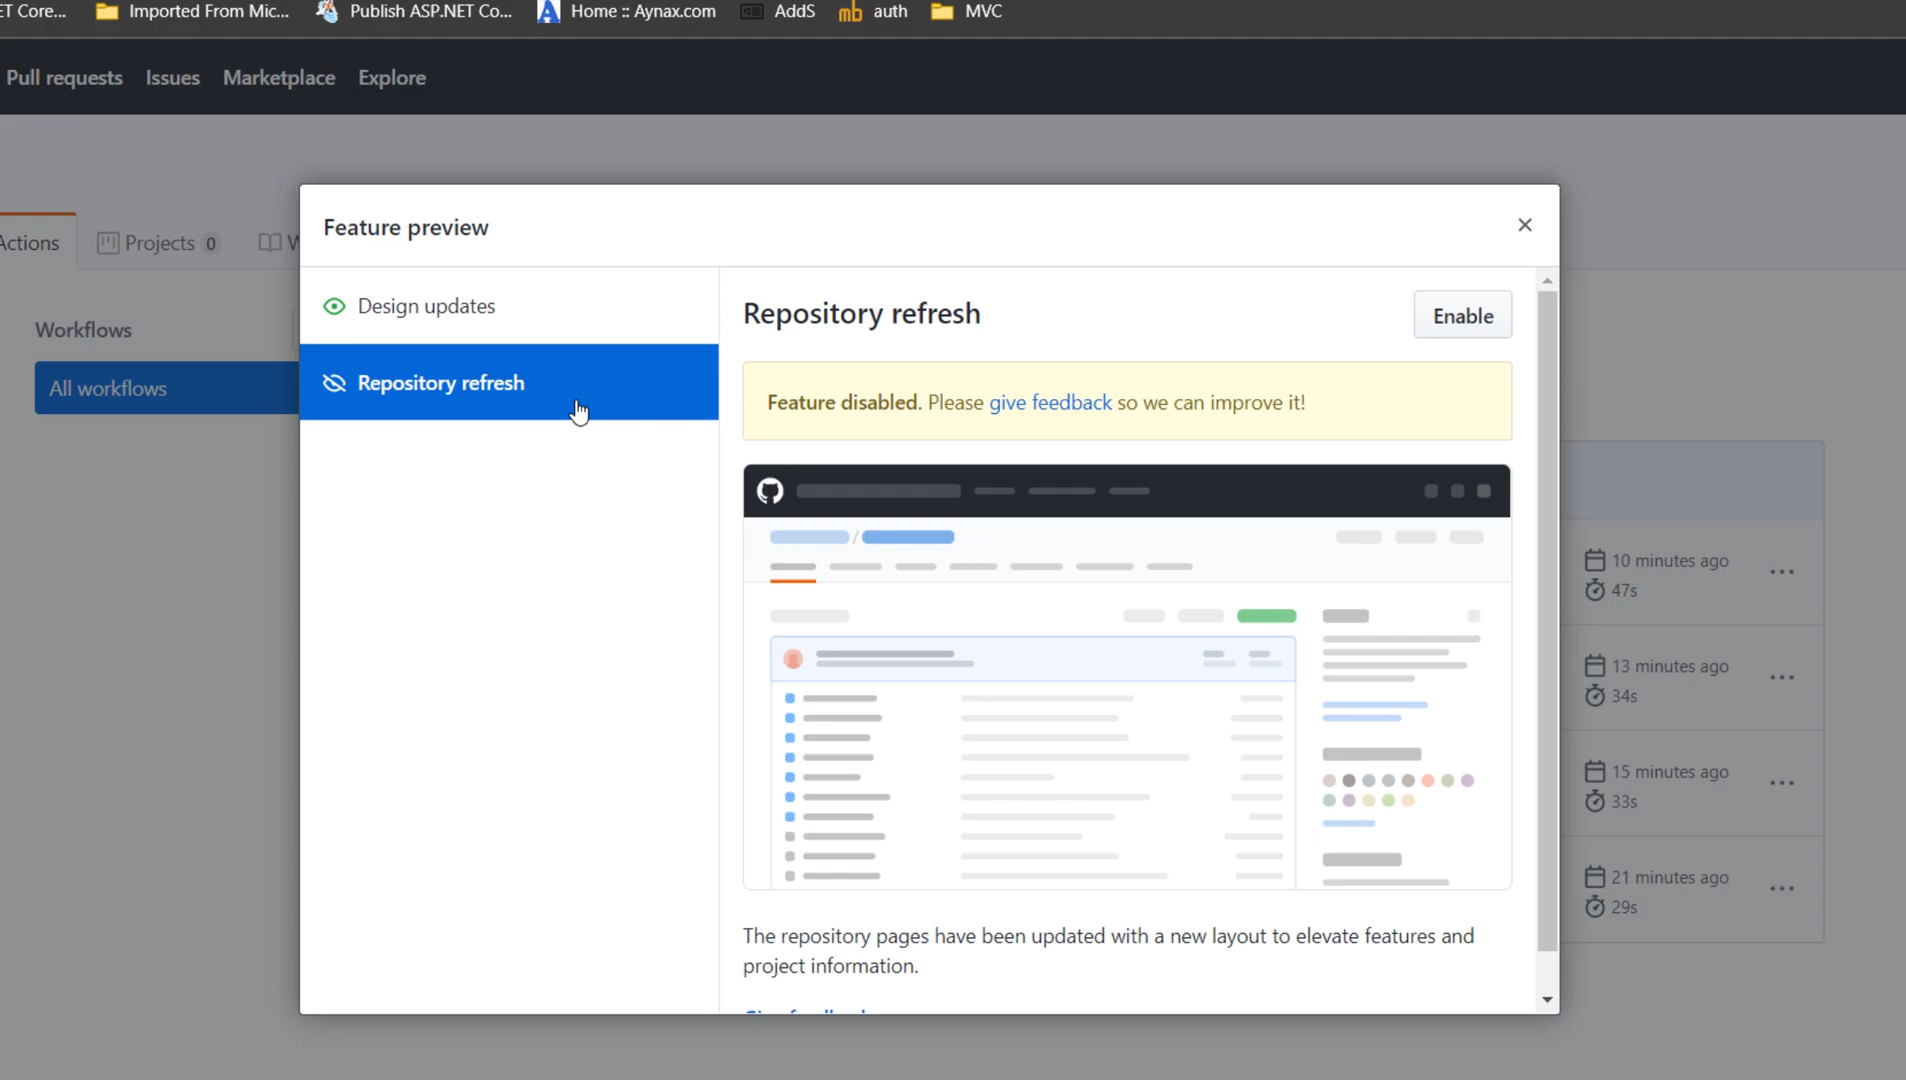 ET Core...
Imported From Mic...
Publish ASP.NET Co...
Home :: Aynax.com
AddS
mb auth
MVC
Pull requests Issues Marketplace Explore
Actions
Projects 0
W
Feature preview
Design updates
Repository refresh
Workflows
All workflows
Repository refresh
Enable
Feature disabled. Please give feedback so we can improve it!
The repository pages have been updated with a new layout to elevate features and
project information.
10 minutes ago
47s
13 minutes ago
34s
15 minutes ago
33s
21 minutes ago
29s